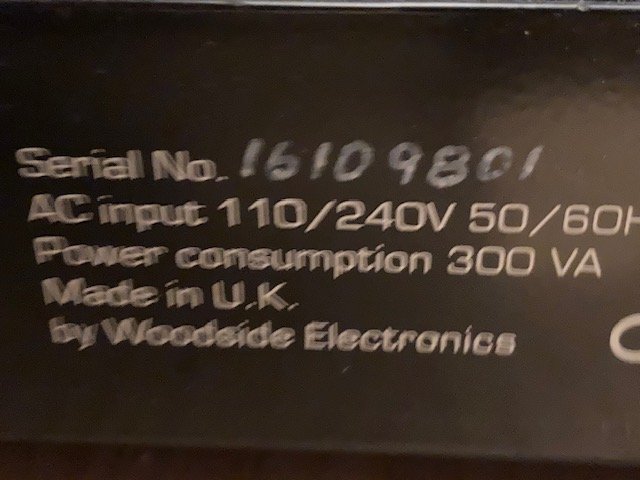 Serial No. 16109801
AC input 110/240V 50/60H
Power consumption 300 VA
Made in U.K.
by Woodside Electronics